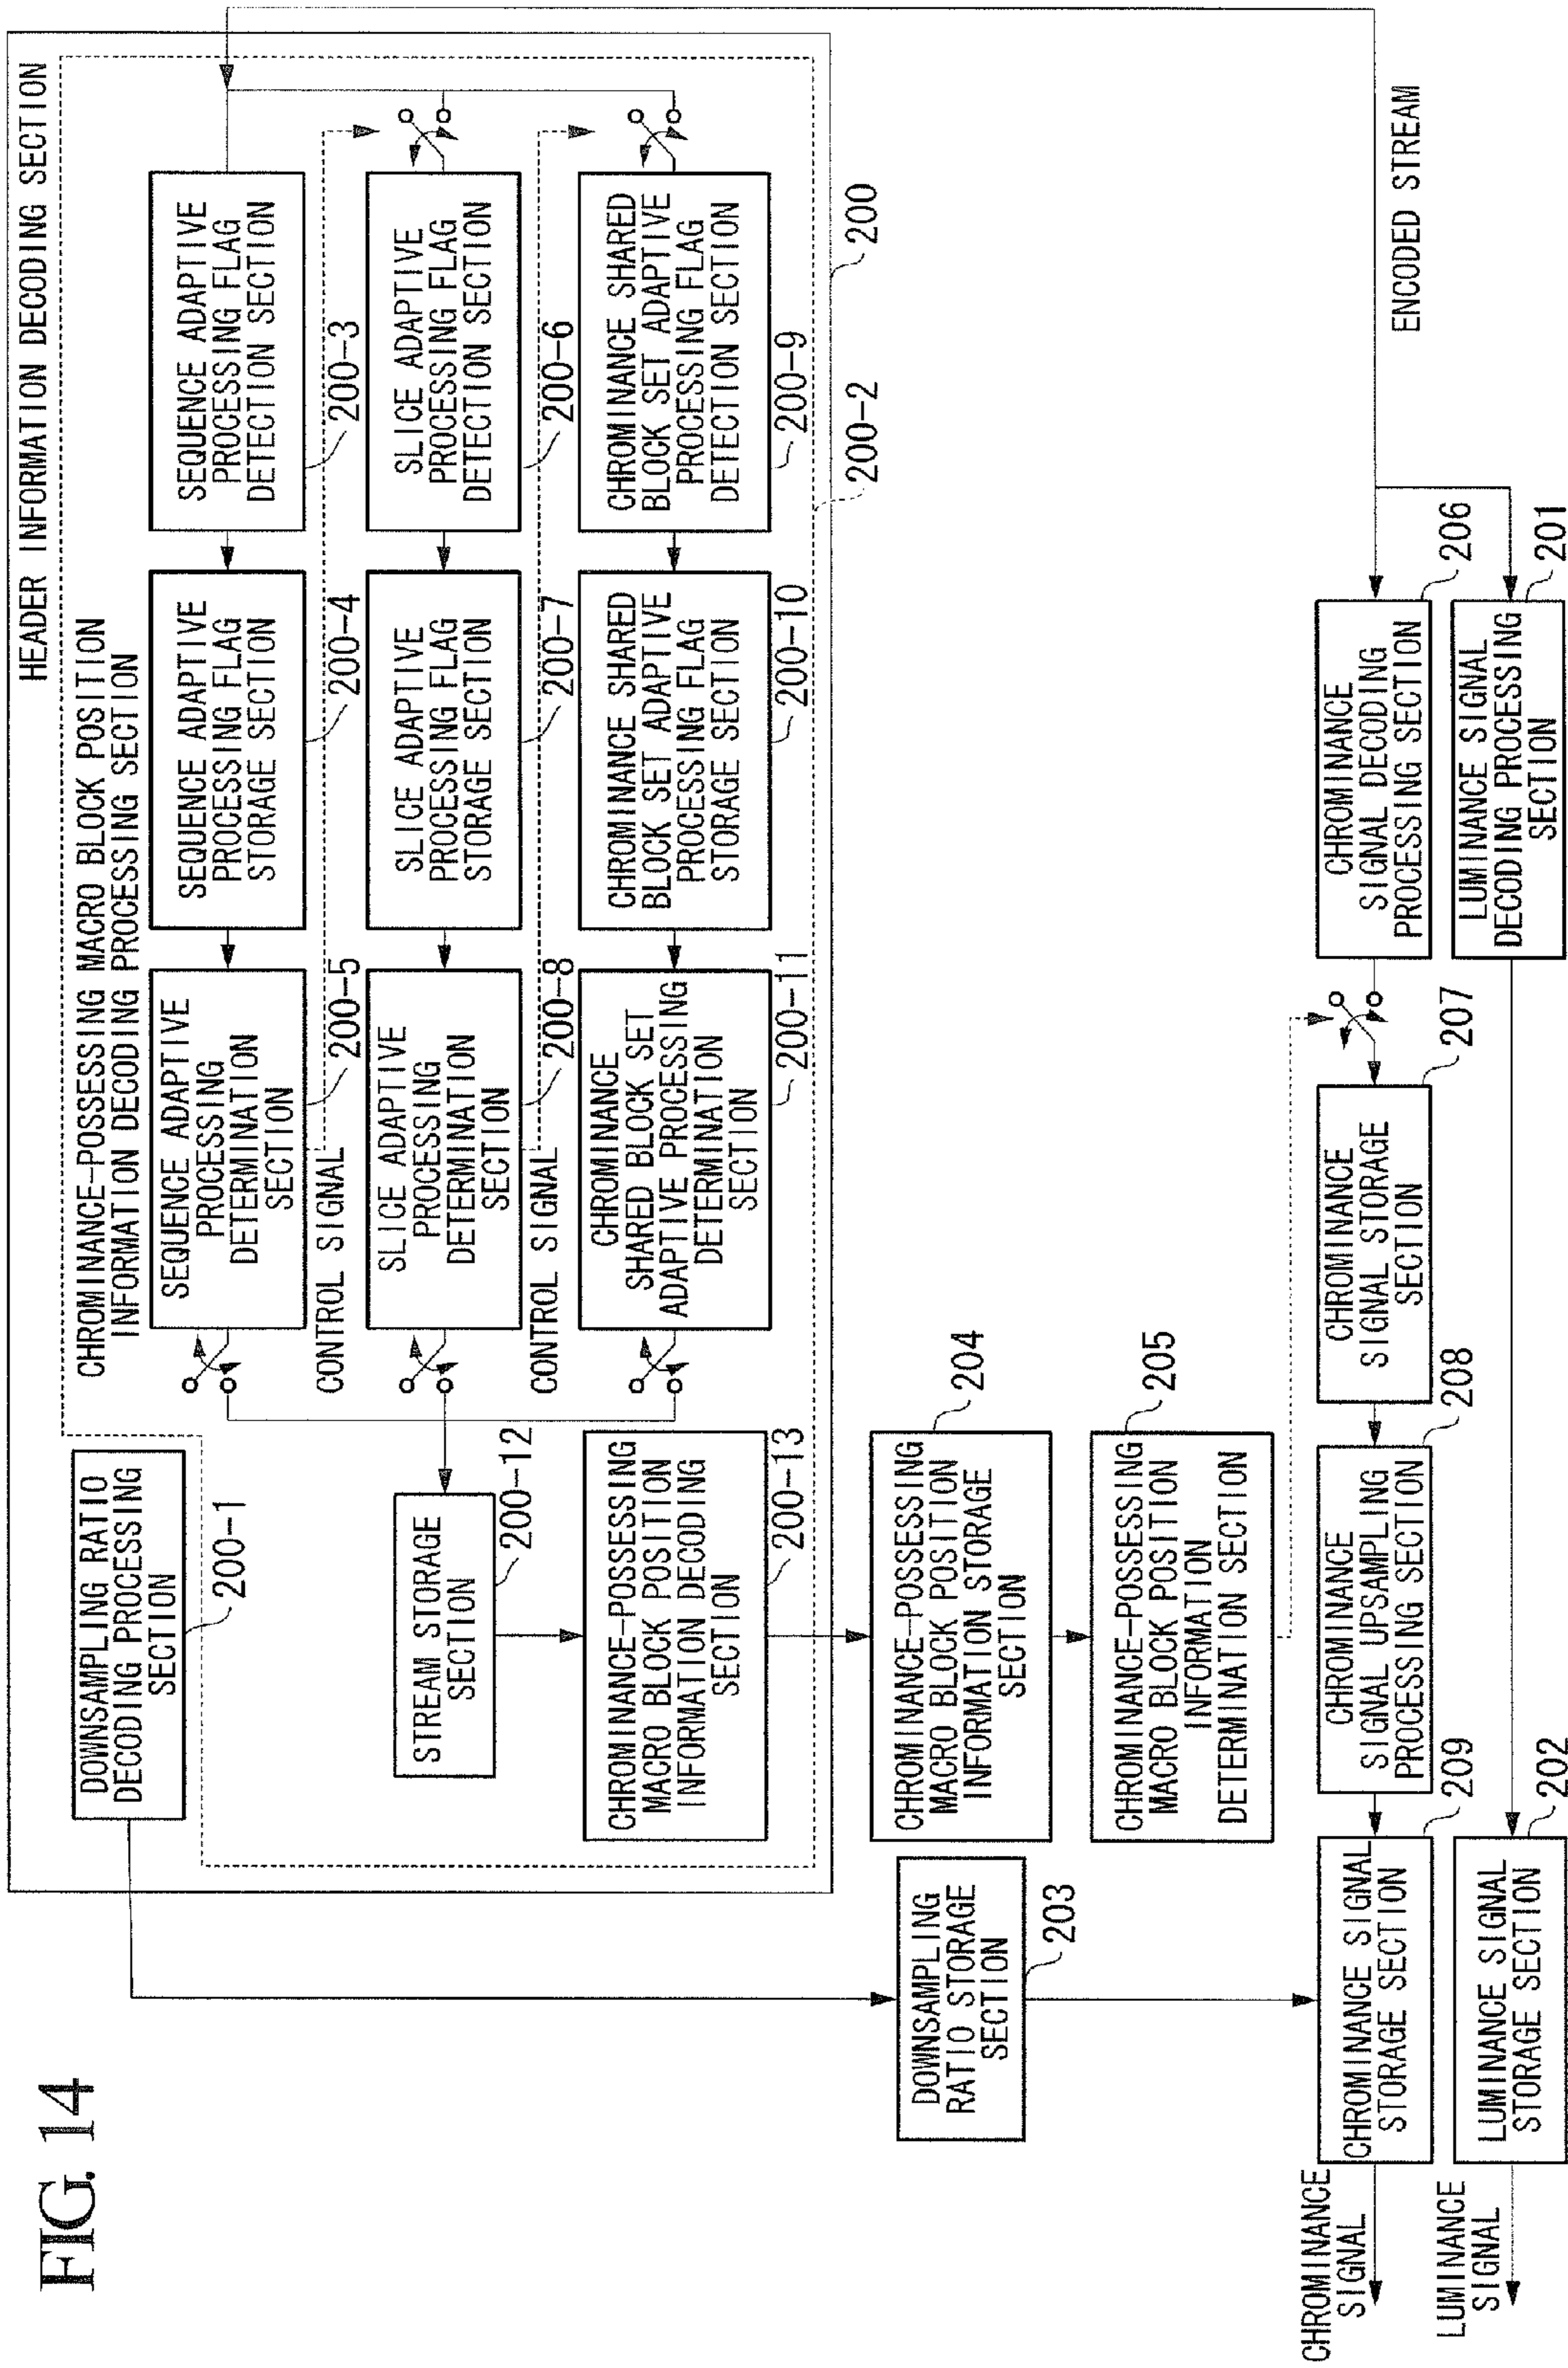 FIG. 14
HEADER INFORMATION DECODING SECTION
CHROMINANCE-POSSESSING MACRO BLOCK POSITION
INFORMATION DECODING PROCESSING SECTION
DOWNSAMPLING RATIO
DECODING PROCESSING
SECTION
200-1
SEQUENCE ADAPTIVE
PROCESSING
DETERMINATION
SECTION
200-5
SEQUENCE ADAPTIVE
PROCESSING FLAG
STORAGE SECTION
200-4
SEQUENCE ADAPTIVE
PROCESSING FLAG
DETECTION SECTION
200-3
CONTROL SIGNAL
SLICE ADAPTIVE
PROCESSING
DETERMINATION
SECTION
200-8
SLICE ADAPTIVE
PROCESSING FLAG
STORAGE SECTION
200-7
SLICE ADAPTIVE
PROCESSING FLAG
DETECTION SECTION
200-6
CONTROL SIGNAL
STREAM STORAGE
SECTION
200-12
CHROMINANCE-POSSESSING
MACRO BLOCK POSITION
INFORMATION DECODING
SECTION
200-13
CHROMINANCE
SHARED BLOCK SET
ADAPTIVE PROCESSING
DETERMINATION
SECTION
200-11
CHROMINANCE SHARED
BLOCK SET ADAPTIVE
PROCESSING FLAG
STORAGE SECTION
200-10
CHROMINANCE SHARED
BLOCK SET ADAPTIVE
PROCESSING FLAG
DETECTION SECTION
200-9
200-2
200
DOWNSAMPLING
RATIO STORAGE
SECTION
203
CHROMINANCE-POSSESSING
MACRO BLOCK POSITION
INFORMATION STORAGE
SECTION
204
CHROMINANCE-POSSESSING
MACRO BLOCK POSITION
INFORMATION
DETERMINATION SECTION
205
CHROMINANCE
SIGNAL
CHROMINANCE SIGNAL
STORAGE SECTION
209
CHROMINANCE
SIGNAL UPSAMPLING
PROCESSING SECTION
208
CHROMINANCE
SIGNAL STORAGE
SECTION
207
CHROMINANCE
SIGNAL DECODING
PROCESSING SECTION
206
ENCODED STREAM
LUMINANCE
SIGNAL
LUMINANCE SIGNAL
STORAGE SECTION
202
LUMINANCE SIGNAL
DECODING PROCESSING
SECTION
201